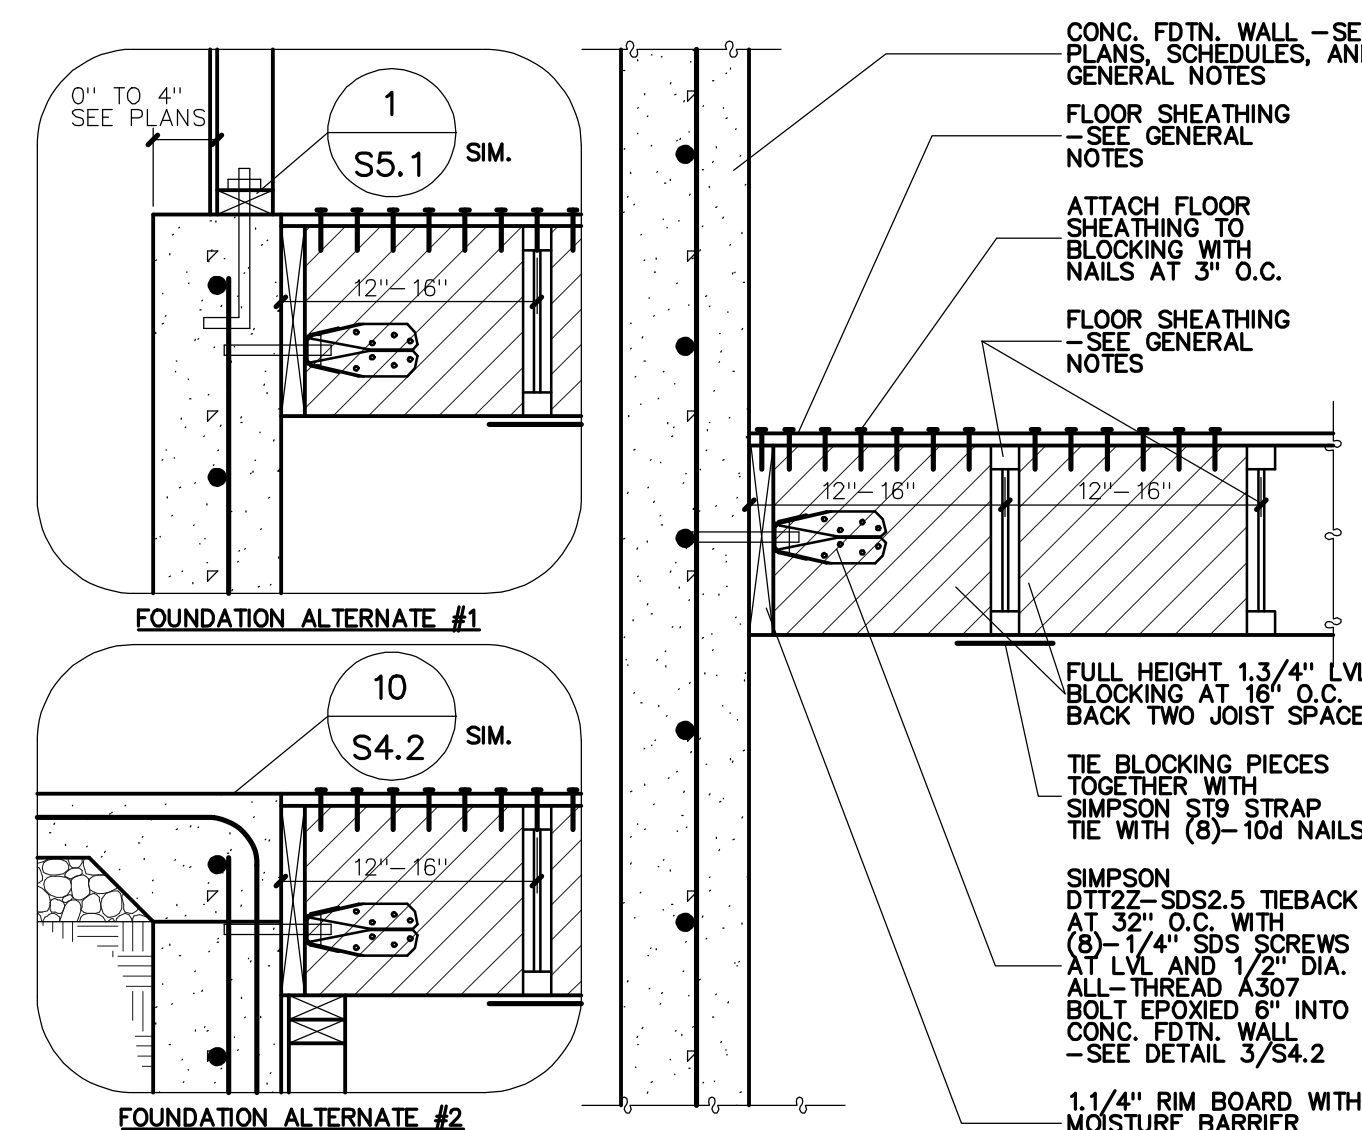 0" TO 4"
SEE PLANS
1
S5.1
SIM.
12"-16"
FOUNDATION ALTERNATE #1
10
S4.2
SIM.
12"-16"
FOUNDATION ALTERNATE #2
12"-16"
12"-16"
CONC. FDTN. WALL -SE
PLANS, SCHEDULES, AN
GENERAL NOTES
FLOOR SHEATHING
-SEE GENERAL
NOTES
ATTACH FLOOR
SHEATHING TO
BLOCKING WITH
NAILS AT 3" O.C.
FLOOR SHEATHING
-SEE GENERAL
NOTES
FULL HEIGHT 1.3/4" LVL
BLOCKING AT 16" O.C.
BACK TWO JOIST SPACE
TIE BLOCKING PIECES
TOGETHER WITH
SIMPSON ST9 STRAP
TIE WITH (8)-10d NAILS
SIMPSON
DTT2Z-SDS2.5 TIEBACK
AT 32" O.C. WITH
(8)-1/4" SDS SCREWS
AT LVL AND 1/2" DIA.
ALL-THREAD A307
BOLT EPOXIED 6" INTO
CONC. FDTN. WALL
-SEE DETAIL 3/S4.2
1.1/4" RIM BOARD WITH
MOISTURE BARRIER